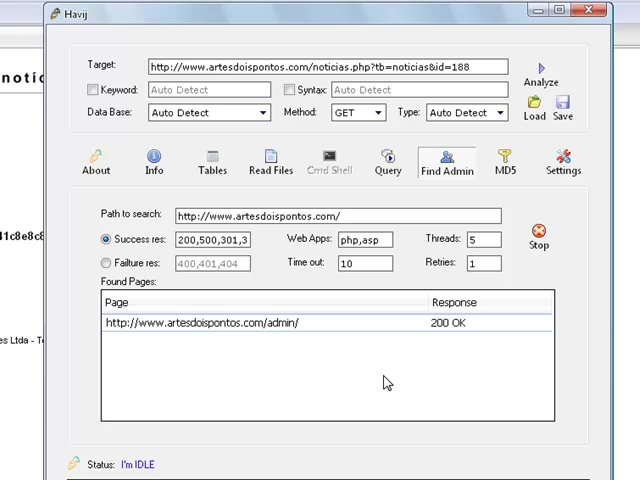 Havij
Target: http://www.artesdoispontos.com/noticias.php?tb=noticias&id=188
Analyze
Keyword: Auto Detect Syntax: Auto Detect
Data Base: Auto Detect Method: GET Type: Auto Detect
Load Save
notíc
About Info Tables Read Files Cmd Shell Query Find Admin MD5 Settings
Path to search: http://www.artesdoispontos.com/
Success res: 200,500,301,3 Web Apps: php,asp Threads: 5
Stop
41c8e8c8
Failture res: 400,401,404 Time out: 10 Retries: 1
Found Pages:
Page Response
http://www.artesdoispontos.com/admin/ 200 OK
es Ltda - Te
Status: I'm IDLE